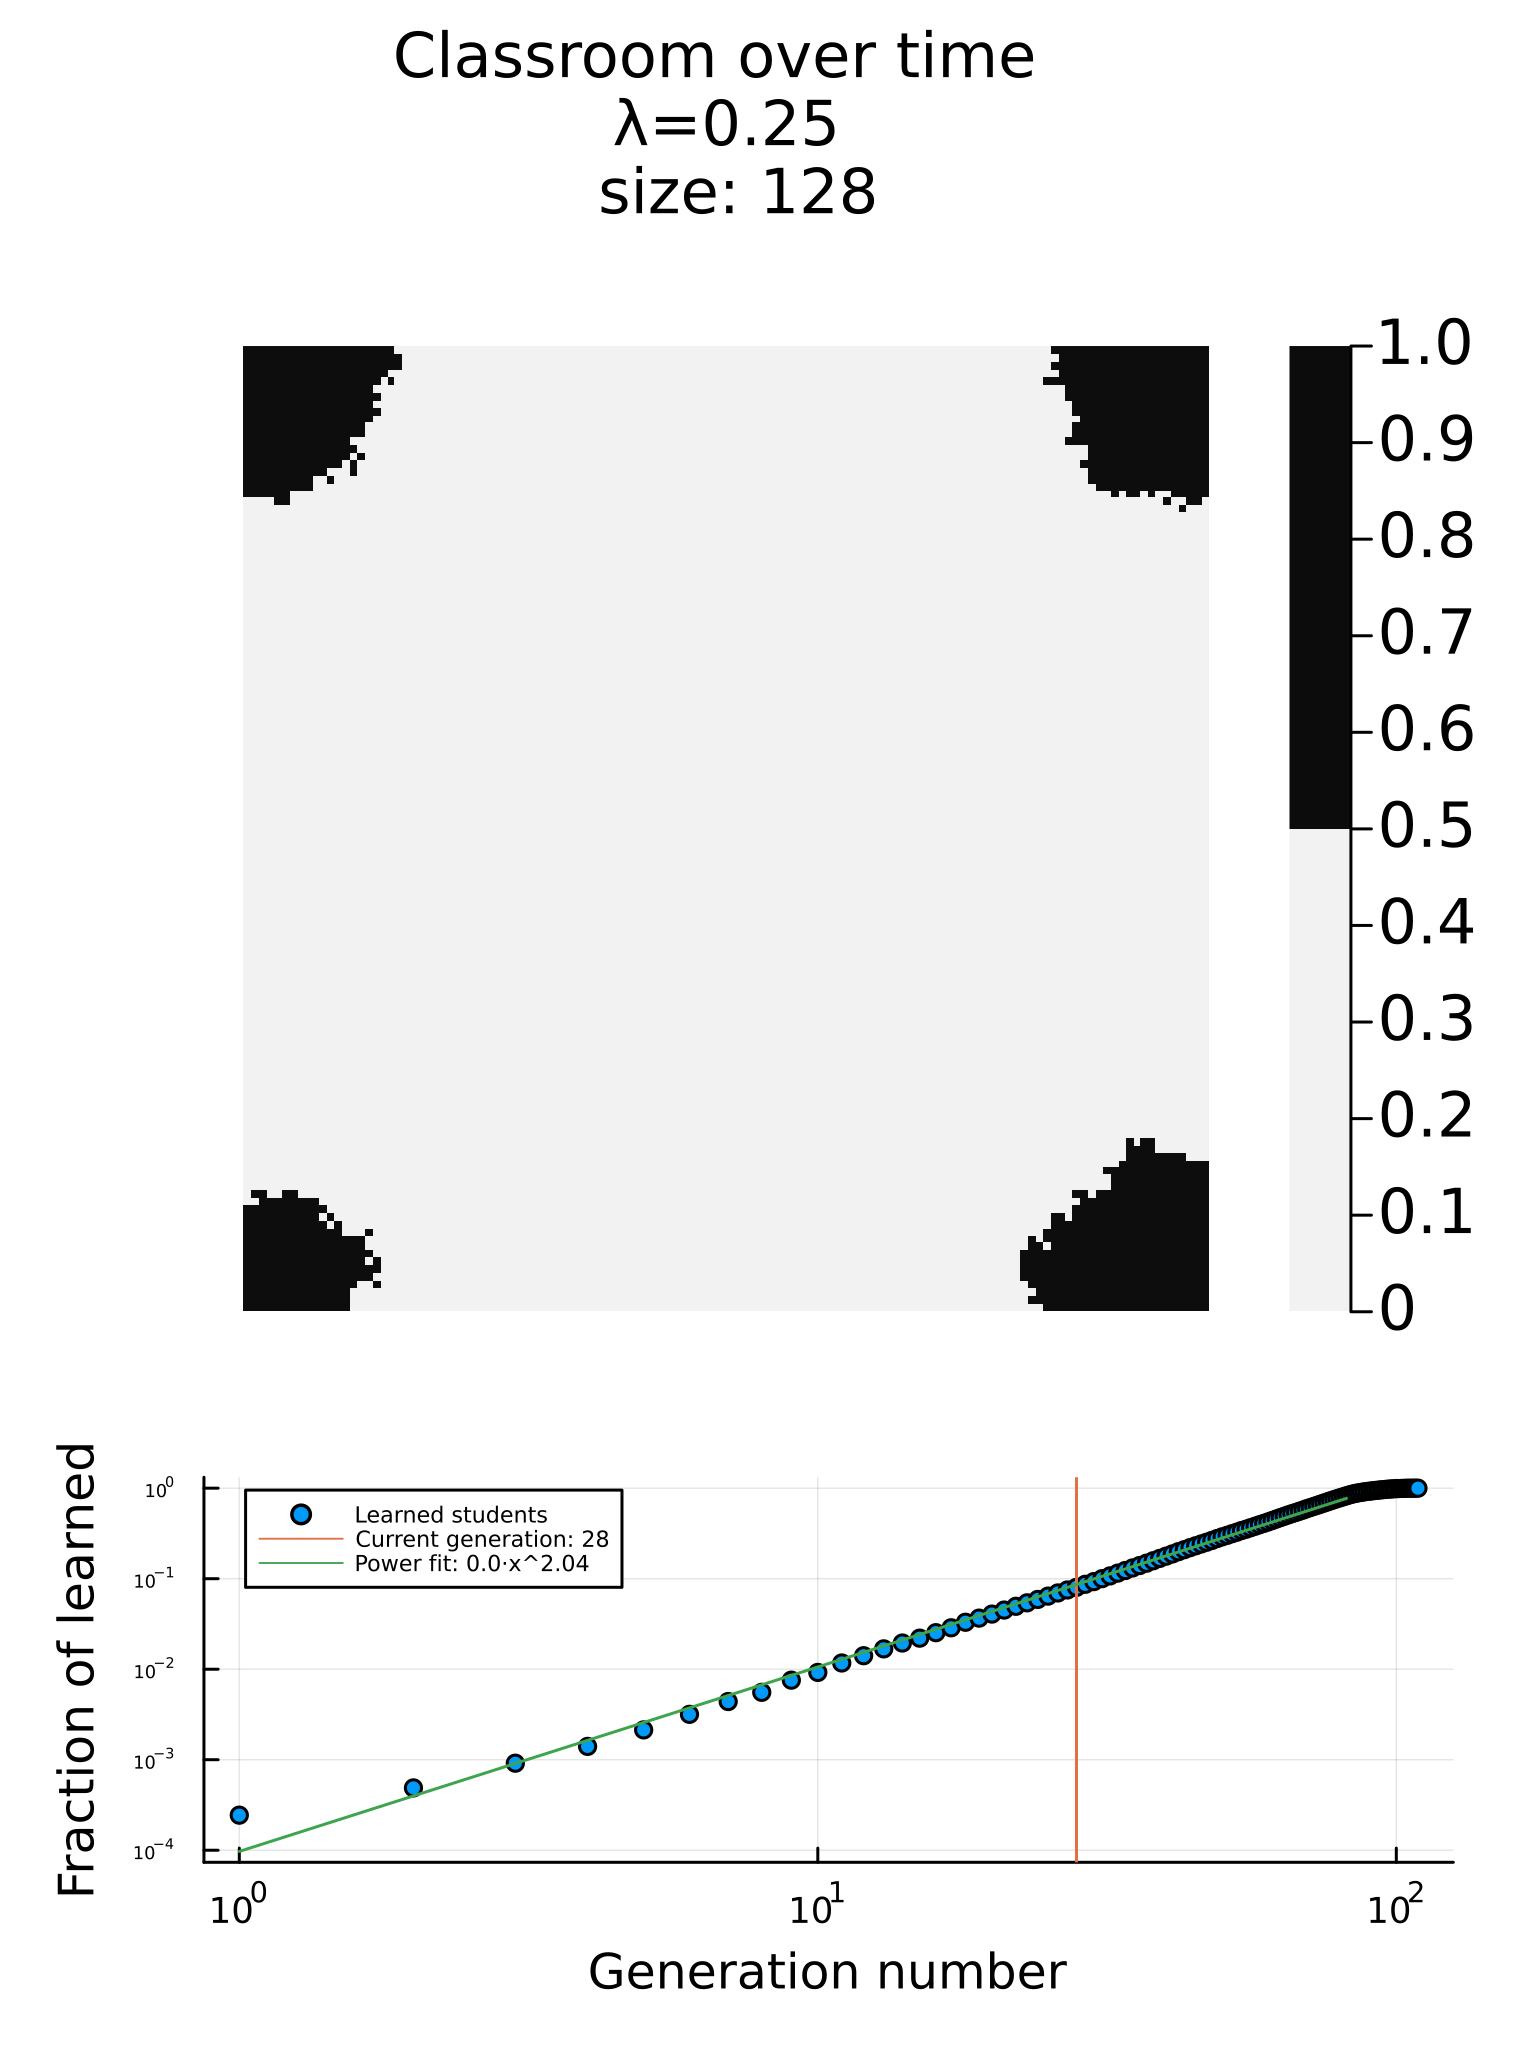 Classroom over time
λ=0.25
size: 128
1.0
0.9
0.8
0.7
0.6
0.5
0.4
0.3
0.2
0.1
0
Fraction of learned
10^0
10^-1
10^-2
10^-3
10^-4
Learned students
Current generation: 28
Power fit: 0.0·x^2.04
10^0 10^1 10^2
Generation number